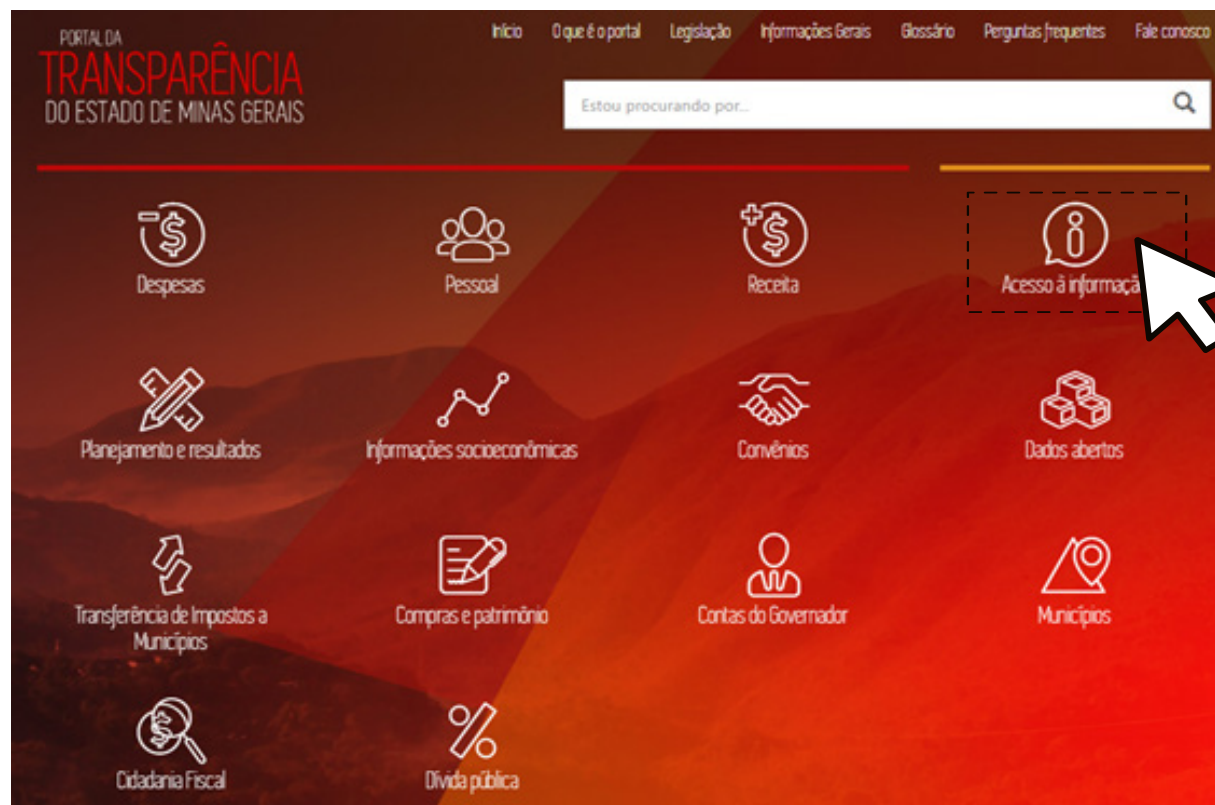 PORTAL DA
TRANSPARÊNCIA
DO ESTADO DE MINAS GERAIS
Início O que é o portal Legislação Informações Gerais Glossário Perguntas frequentes Fale conosco
Estou procurando por...
Despesas Pessoal Receita Acesso à informaçã
Planejamento e resultados Informações socioeconômicas Convênios Dados abertos
Transferência de Impostos a Compras e patrimônio Contas do Governador Municípios
Municípios
Cidadania Fiscal Dívida pública